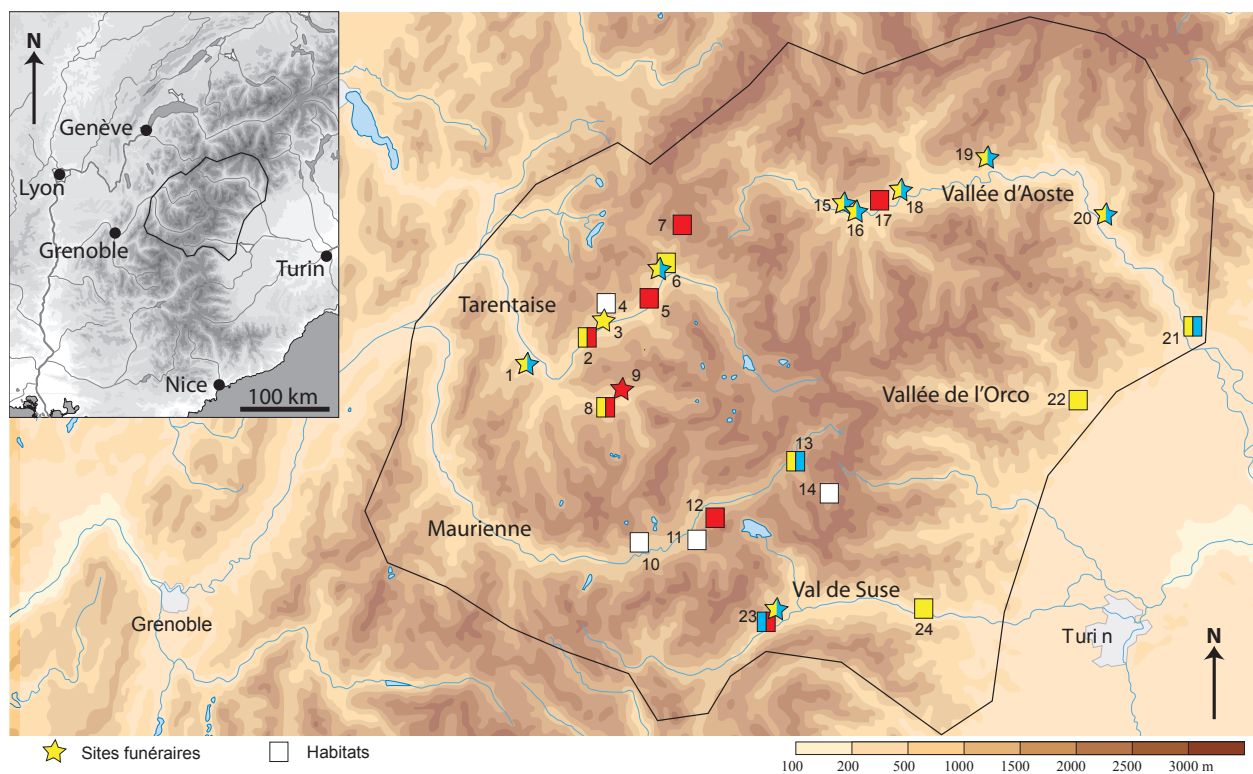 N
Genève
Lyon
Grenoble
Turin
Nice
100 km
19
Vallée d'Aoste
15
18
17
16
20
7
6
Tarentaise
4
5
3
2
1
21
9
8
Vallée de l'Orco
22
13
14
12
Maurienne
11
10
Val de Suse
23
24
Grenoble
Turin
N
Sites funéraires
Habitats
100 200 500 1000 1500 2000 2500 3000 m